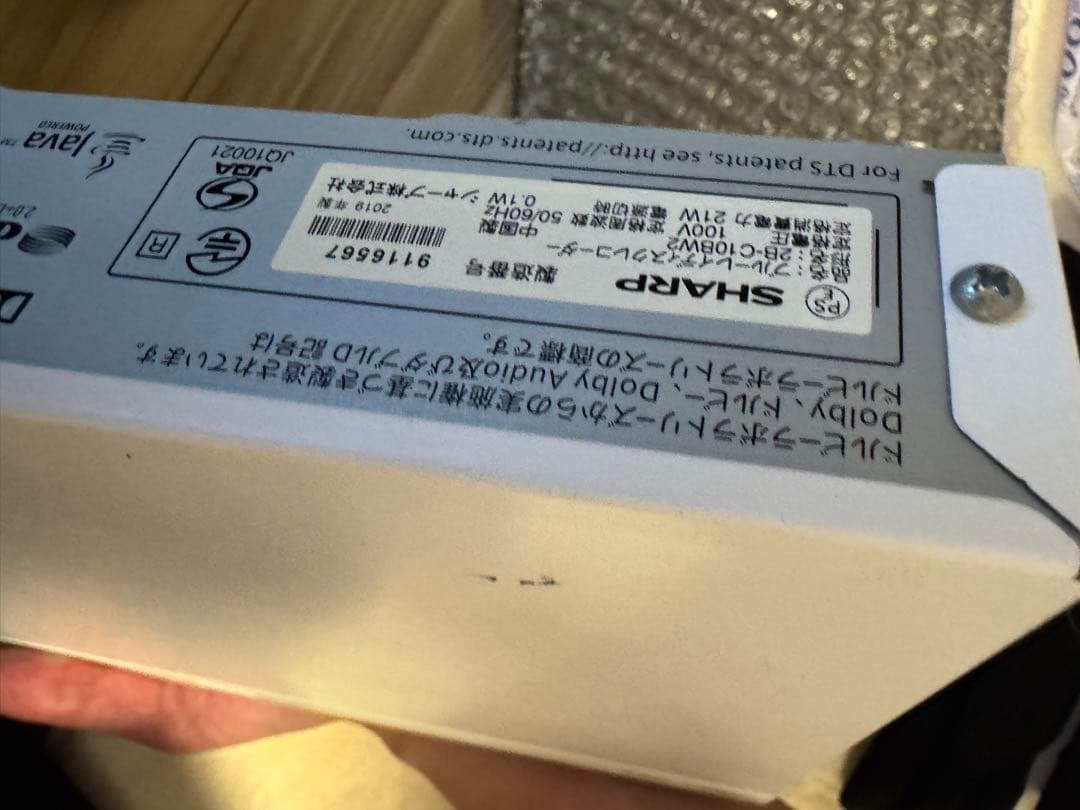 For DTS patents, see http://patents.dts.com.
Java
POWERED
TM
JQA
JQ10021
R
PS
E
SHARP
品名：ブルーレイディスクレコーダー
形名：2B-C10BW2
定格電圧 100V
定格周波数 50/60Hz
定格消費電力 21W
電源切時 0.1W
製造番号
9116567
中国製
2019 年製
シャープ株式会社
ドルビーラボラトリーズからの実施権に基づき製造されています。
Dolby、ドルビー、Dolby Audio及びダブルD記号は
ドルビーラボラトリーズの商標です。